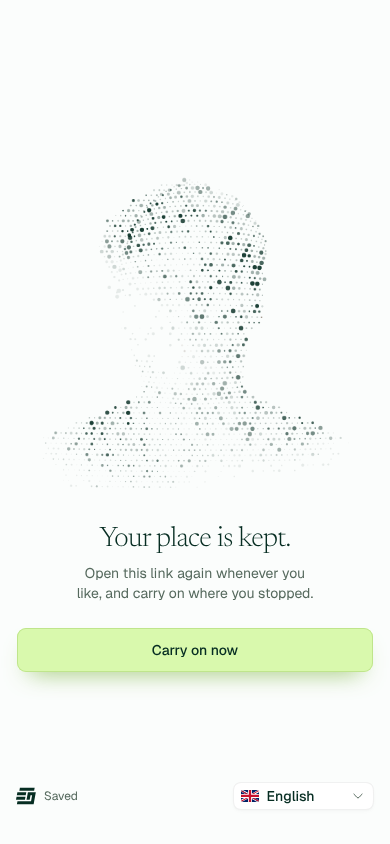 Your place is kept.
Open this link again whenever you
like, and carry on where you stopped.
Carry on now
Saved
English